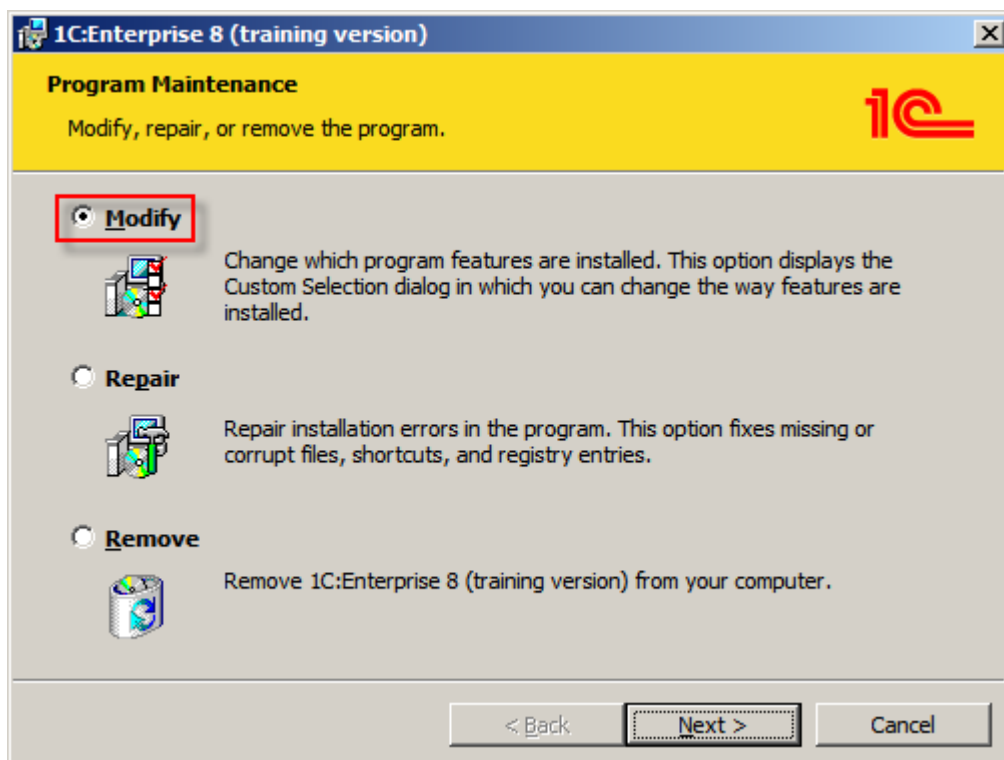 1C:Enterprise 8 (training version)
Program Maintenance
Modify, repair, or remove the program.
1C
Modify
Change which program features are installed. This option displays the
Custom Selection dialog in which you can change the way features are
installed.
Repair
Repair installation errors in the program. This option fixes missing or
corrupt files, shortcuts, and registry entries.
Remove
Remove 1C:Enterprise 8 (training version) from your computer.
< Back
Next >
Cancel